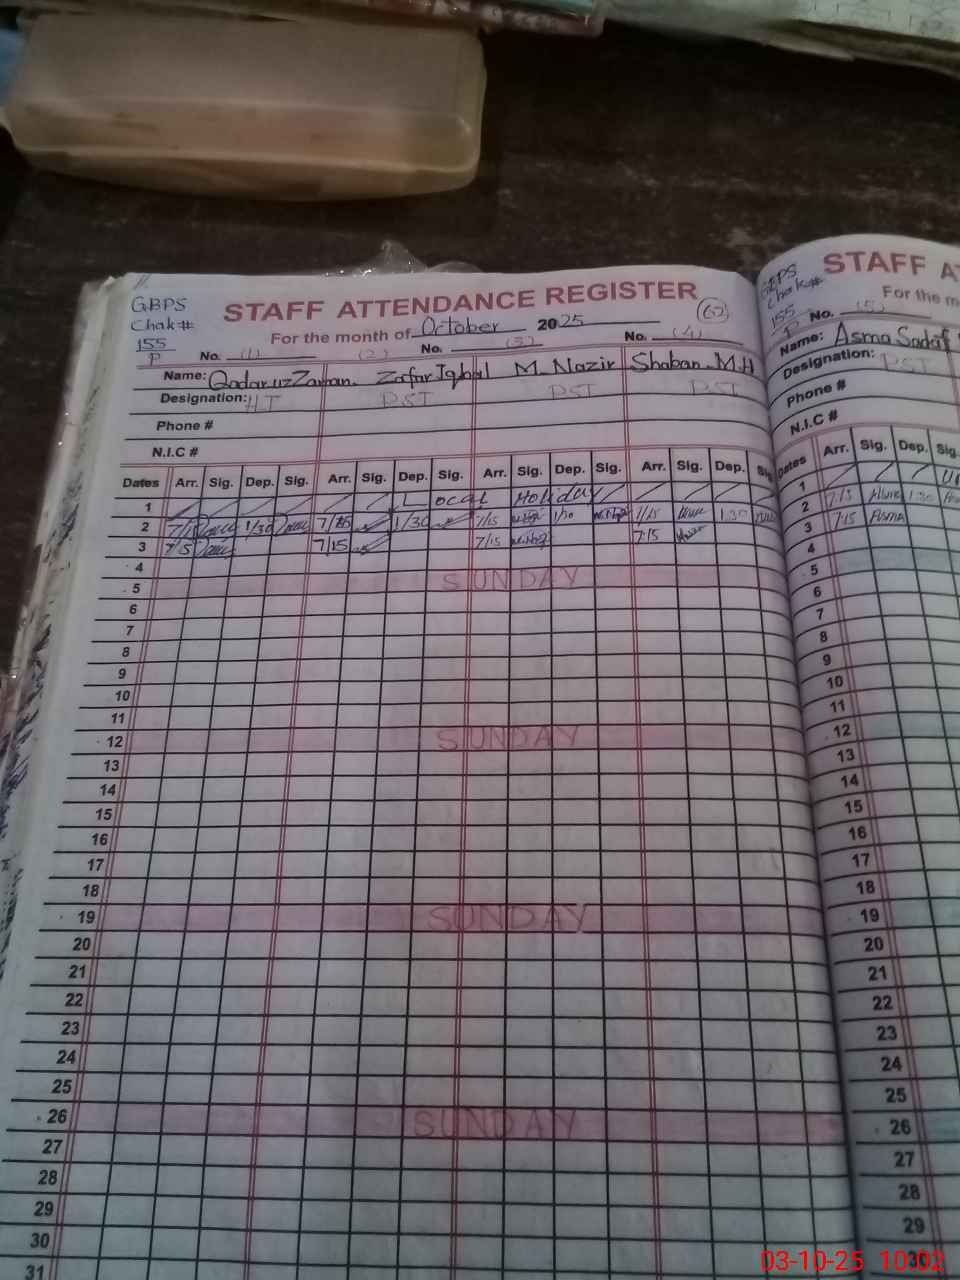 GBPS
Chak#
155
P
STAFF ATTENDANCE REGISTER
62
For the month of October 2025
No. (1) (2) No. (3) No. (4)
Name: Qadar uz Zaman. Zafar Iqbal M. Nazir Shaban.M.H
Designation: PST PST PST
Phone #
N.I.C #
Dates Arr. Sig. Dep. Sig. Arr. Sig. Dep. Sig. Arr. Sig. Dep. Sig. Arr. Sig. Dep. Sig
1 Local Holiday
2 7/15 1/30 7/15 1/30 7/15 1/30 7/15 1:30
3 7/15 7/15 7/15 7:15
4
5 SUNDAY
6
7
8
9
10
11
12 SUNDAY
13
14
15
16
17
18
19 SUNDAY
20
21
22
23
24
25
26 SUNDAY
27
28
29
30
31
GBPS
Chak#
155
P
STAFF AT
For the m
No. (5)
Name: Asma Sadaf
Designation: PST
Phone #
N.I.C #
Dates Arr. Sig. Dep. Sig.
1
2 7:15 1:30
3 7:15 Asma
4
5
6
7
8
9
10
11
12
13
14
15
16
17
18
19
20
21
22
23
24
25
26
27
28
29
30
03-10-25 10:02